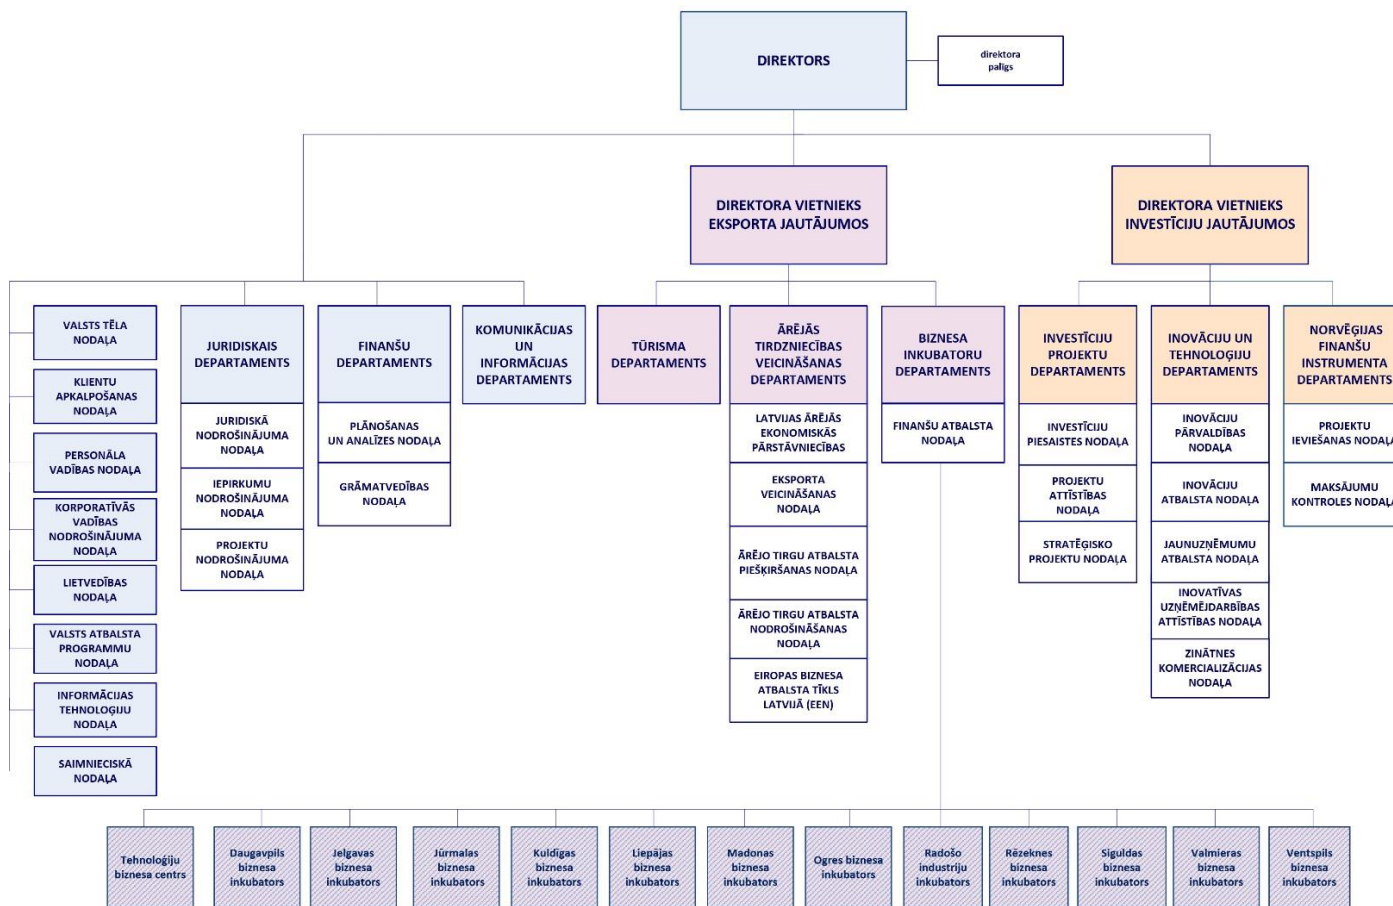 DIREKTORS
direktora
palīgs
DIREKTORA VIETNIEKS
EKSPORTA JAUTĀJUMOS
DIREKTORA VIETNIEKS
INVESTĪCIJU JAUTĀJUMOS
VALSTS TĒLA
NODAĻA
KLIENTU
APKALPOŠANAS
NODAĻA
PERSONĀLA
VADĪBAS NODAĻA
KORPORATĪVĀS
VADĪBAS
NODROŠINĀJUMA
NODAĻA
LIETVEDĪBAS
NODAĻA
VALSTS ATBALSTA
PROGRAMMU
NODAĻA
INFORMĀCIJAS
TEHNOLOĢIJU
NODAĻA
SAIMNIECISKĀ
NODAĻA
JURIDISKAIS
DEPARTAMENTS
JURIDISKĀ
NODROŠINĀJUMA
NODAĻA
IEPIRKUMU
NODROŠINĀJUMA
NODAĻA
PROJEKTU
NODROŠINĀJUMA
NODAĻA
FINANŠU
DEPARTAMENTS
PLĀNOŠANAS
UN ANALĪZES NODAĻA
GRĀMATVEDĪBAS
NODAĻA
KOMUNIKĀCIJAS
UN
INFORMĀCIJAS
DEPARTAMENTS
TŪRISMA
DEPARTAMENTS
ĀRĒJĀS
TIRDZNIECĪBAS
VEICINĀŠANAS
DEPARTAMENTS
LATVIJAS ĀRĒJĀS
EKONOMISKĀS
PĀRSTĀVNIECĪBAS
EKSPORTA
VEICINĀŠANAS
NODAĻA
ĀRĒJO TIRGU ATBALSTA
PIEŠĶIRŠANAS NODAĻA
ĀRĒJO TIRGU ATBALSTA
NODROŠINĀŠANAS
NODAĻA
EIROPAS BIZNESA
ATBALSTA TĪKLS
LATVIJĀ (EEN)
BIZNESA
INKUBATORU
DEPARTAMENTS
FINANŠU ATBALSTA
NODAĻA
INVESTĪCIJU
PROJEKTU
DEPARTAMENTS
INVESTĪCIJU
PIESAISTES NODAĻA
PROJEKTU
ATTĪSTĪBAS
NODAĻA
STRATĒĢISKO
PROJEKTU NODAĻA
INOVĀCIJU UN
TEHNOLOĢIJU
DEPARTAMENTS
INOVĀCIJU
PĀRVALDĪBAS
NODAĻA
INOVĀCIJU
ATBALSTA NODAĻA
JAUNUZŅĒMUMU
ATBALSTA NODAĻA
INOVATĪVAS
UZŅĒMĒJDARBĪBAS
ATTĪSTĪBAS NODAĻA
ZINĀTNES
KOMERCIALIZĀCIJAS
NODAĻA
NORVĒĢIJAS
FINANŠU
INSTRUMENTA
DEPARTAMENTS
PROJEKTU
IEVIEŠANAS NODAĻA
MAKSĀJUMU
KONTROLES NODAĻA
Tehnoloģiju
biznesa centrs
Daugavpils
biznesa
inkubators
Jelgavas
biznesa
inkubators
Jūrmalas
biznesa
inkubators
Kuldīgas
biznesa
inkubators
Liepājas
biznesa
inkubators
Madonas
biznesa
inkubators
Ogres biznesa
inkubators
Radošo
industriju
inkubators
Rēzeknes
biznesa
inkubators
Siguldas
biznesa
inkubators
Valmieras
biznesa
inkubators
Ventspils
biznesa
inkubators